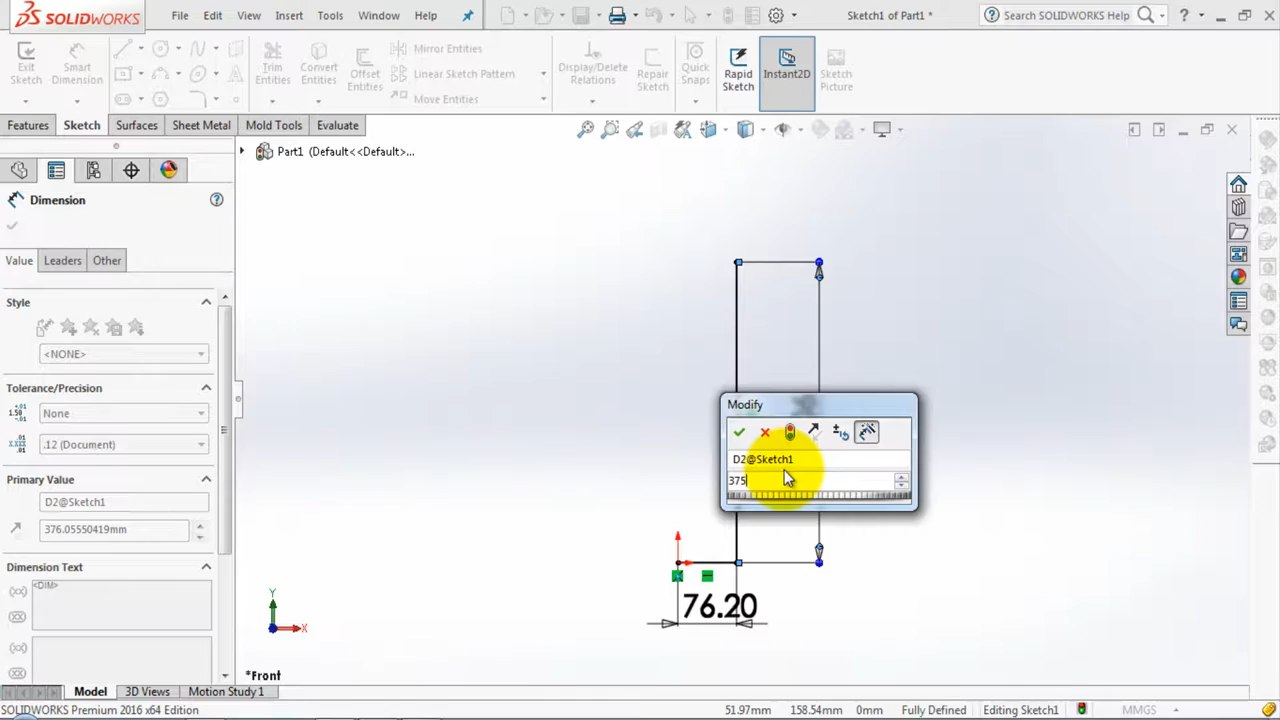 SOLIDWORKS
File
Edit
View
Insert
Tools
Window
Help
Sketch1 of Part1 *
Search SOLIDWORKS Help
?
Exit
Sketch
Smart
Dimension
Trim
Entities
Convert
Entities
Offset
Entities
Mirror Entities
Linear Sketch Pattern
Move Entities
Display/Delete
Relations
Repair
Sketch
Quick
Snaps
Rapid
Sketch
Instant2D
Sketch
Picture
Features
Sketch
Surfaces
Sheet Metal
Mold Tools
Evaluate
Part1 (Default<<Default>...
Dimension
Value
Leaders
Other
Style
<NONE>
Tolerance/Precision
None
.12 (Document)
Primary Value
D2@Sketch1
376.05550419mm
Dimension Text
<DIM>
Modify
D2@Sketch1
375
76.20
Y
X
*Front
Model
3D Views
Motion Study 1
SOLIDWORKS Premium 2016 x64 Edition
51.97mm
158.54mm
0mm
Fully Defined
Editing Sketch1
MMGS